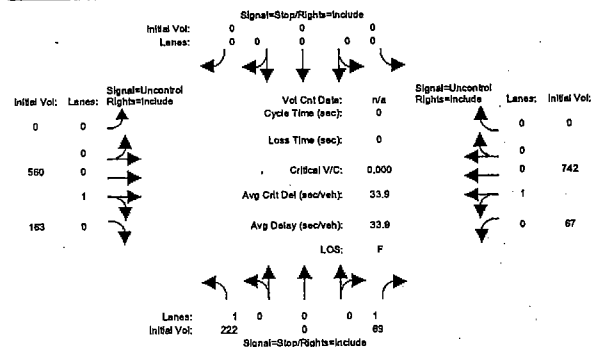 Signal=Stop/Rights=Include
Initial Vol: 0 0 0
Lanes: 0 0 0 0 0
Signal=Uncontrol
Rights=Include
Initial Vol: Lanes:
0 0
0
560 0
1
163 0
Vol Cnt Date: n/a
Cycle Time (sec): 0
Loss Time (sec): 0
Critical V/C: 0.000
Avg Crit Del (sec/veh): 33.9
Avg Delay (sec/veh): 33.9
LOS: F
Signal=Uncontrol
Rights=Include
Lanes: Initial Vol:
0 0
0
0 742
1
0 67
Lanes: 1 0 0 0 1
Initial Vol: 222 0 69
Signal=Stop/Rights=Include